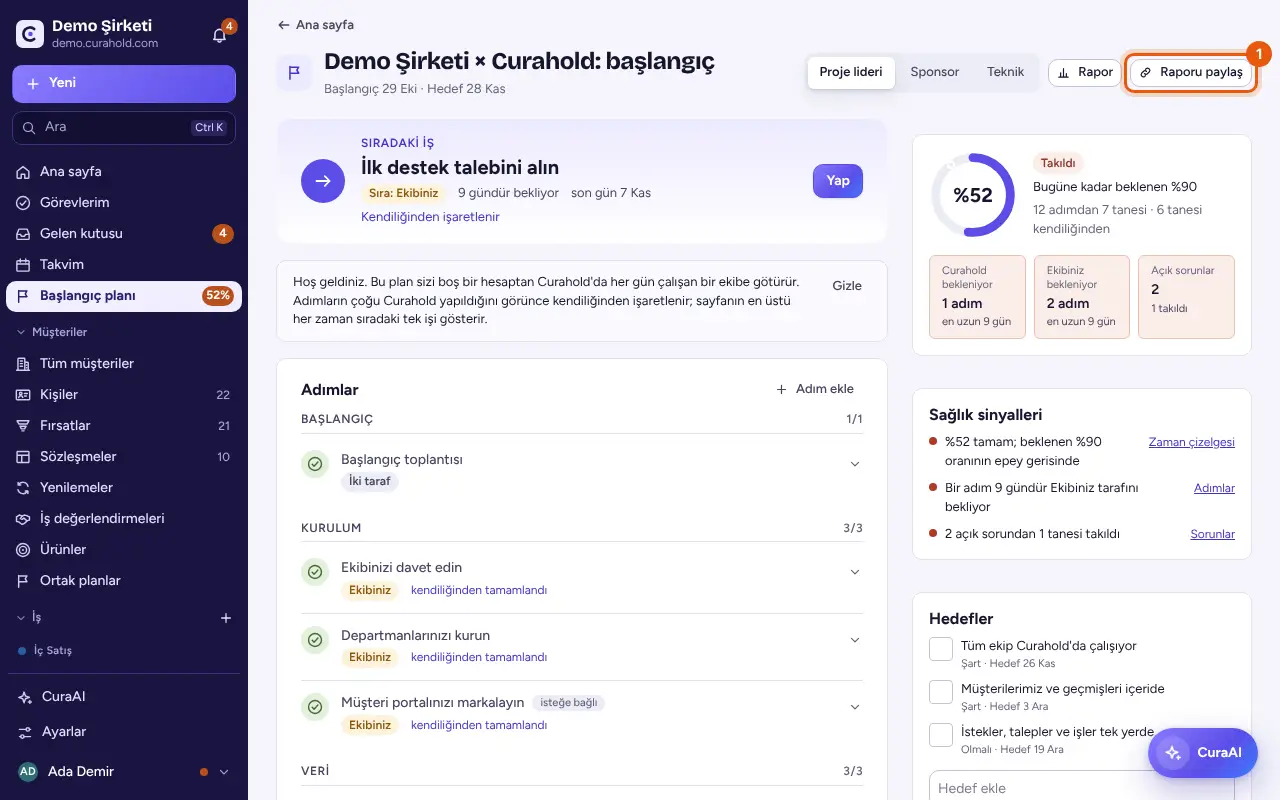 Demo Şirketi
demo.curahold.com
4
Yeni
Ara
Ctrl K
Ana sayfa
Görevlerim
Gelen kutusu
4
Takvim
Başlangıç planı
52%
Müşteriler
Tüm müşteriler
Kişiler
22
Fırsatlar
21
Sözleşmeler
10
Yenilemeler
İş değerlendirmeleri
Ürünler
Ortak planlar
İş
İç Satış
CuraAI
Ayarlar
AD
Ada Demir
← Ana sayfa
Demo Şirketi × Curahold: başlangıç
Başlangıç 29 Eki · Hedef 28 Kas
Proje lideri
Sponsor
Teknik
Rapor
Raporu paylaş
1
SIRADAKİ İŞ
İlk destek talebini alın
Sıra: Ekibiniz
9 gündür bekliyor
son gün 7 Kas
Kendiliğinden işaretlenir
Yap
Hoş geldiniz. Bu plan sizi boş bir hesaptan Curahold'da her gün çalışan bir ekibe götürür.
Adımların çoğu Curahold yapıldığını görünce kendiliğinden işaretlenir; sayfanın en üstü
her zaman sıradaki tek işi gösterir.
Gizle
Adımlar
+ Adım ekle
BAŞLANGIÇ
1/1
Başlangıç toplantısı
İki taraf
KURULUM
3/3
Ekibinizi davet edin
Ekibiniz
kendiliğinden tamamlandı
Departmanlarınızı kurun
Ekibiniz
kendiliğinden tamamlandı
Müşteri portalınızı markalayın
isteğe bağlı
Ekibiniz
kendiliğinden tamamlandı
VERİ
3/3
%52
Takıldı
Bugüne kadar beklenen %90
12 adımdan 7 tanesi · 6 tanesi
kendiliğinden
Curahold
bekleniyor
1 adım
en uzun 9 gün
Ekibiniz
bekleniyor
2 adım
en uzun 9 gün
Açık sorunlar
2
1 takıldı
Sağlık sinyalleri
%52 tamam; beklenen %90
oranının epey gerisinde
Zaman çizelgesi
Bir adım 9 gündür Ekibiniz tarafını
bekliyor
Adımlar
2 açık sorundan 1 tanesi takıldı
Sorunlar
Hedefler
Tüm ekip Curahold'da çalışıyor
Şart · Hedef 26 Kas
Müşterilerimiz ve geçmişleri içeride
Şart · Hedef 3 Ara
İstekler, talepler ve işler tek yerde
Olmalı · Hedef 19 Ara
Hedef ekle
CuraAI